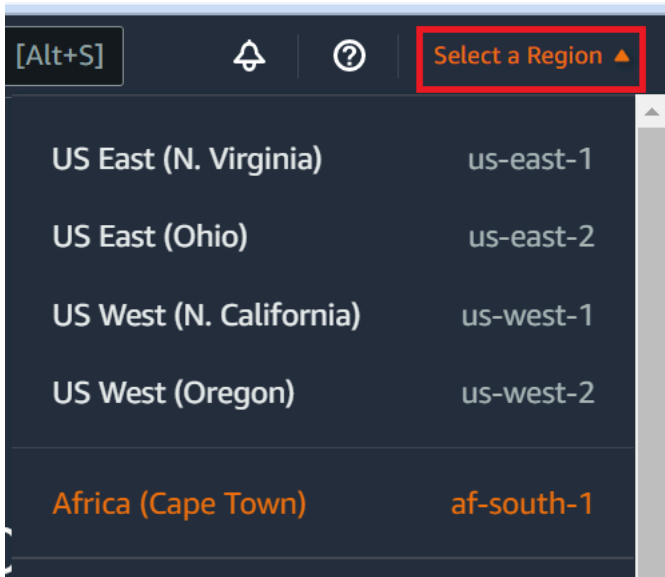 [Alt+S] Select a Region
US East (N. Virginia) us-east-1
US East (Ohio) us-east-2
US West (N. California) us-west-1
US West (Oregon) us-west-2
Africa (Cape Town) af-south-1